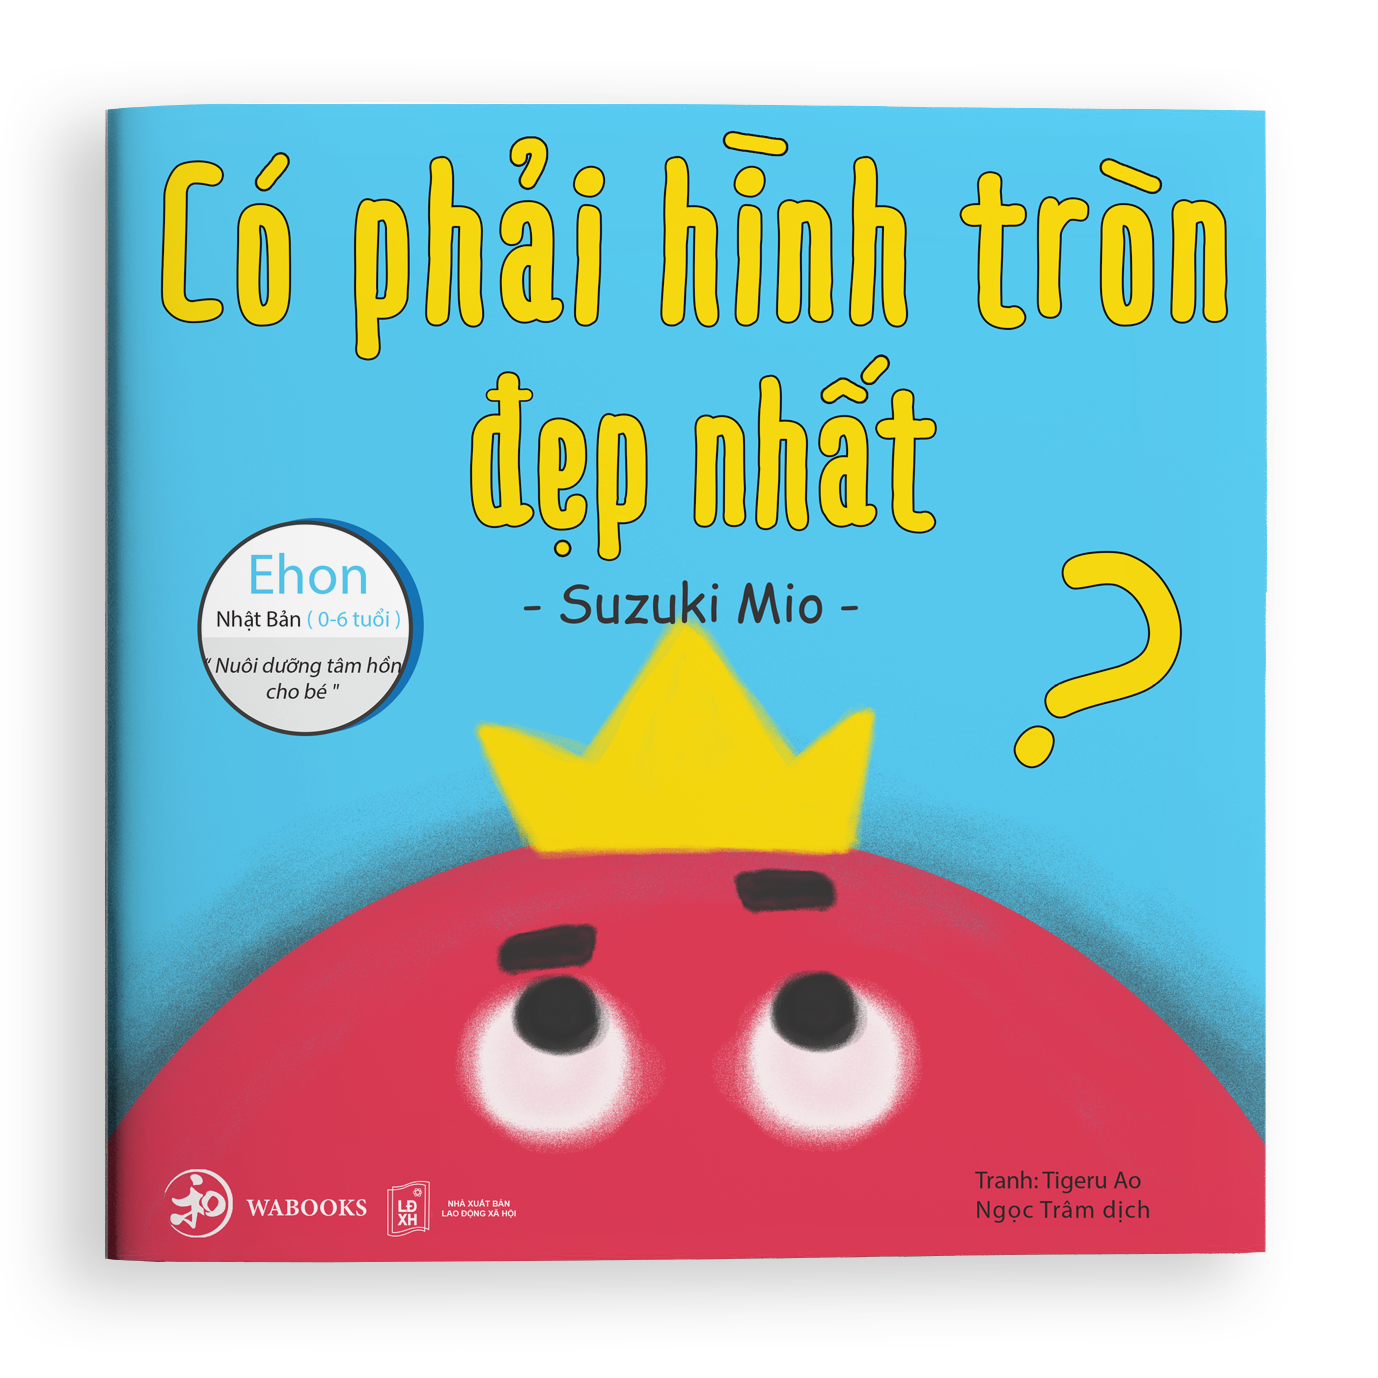 Có phải hình tròn
đẹp nhất
?
- Suzuki Mio -
Ehon
Nhật Bản ( 0-6 tuổi )
“ Nuôi dưỡng tâm hồn
cho bé "
Tranh: Tigeru Ao
Ngọc Trâm dịch
和 WABOOKS
LĐ
XH
NHÀ XUẤT BẢN
LAO ĐỘNG XÃ HỘI